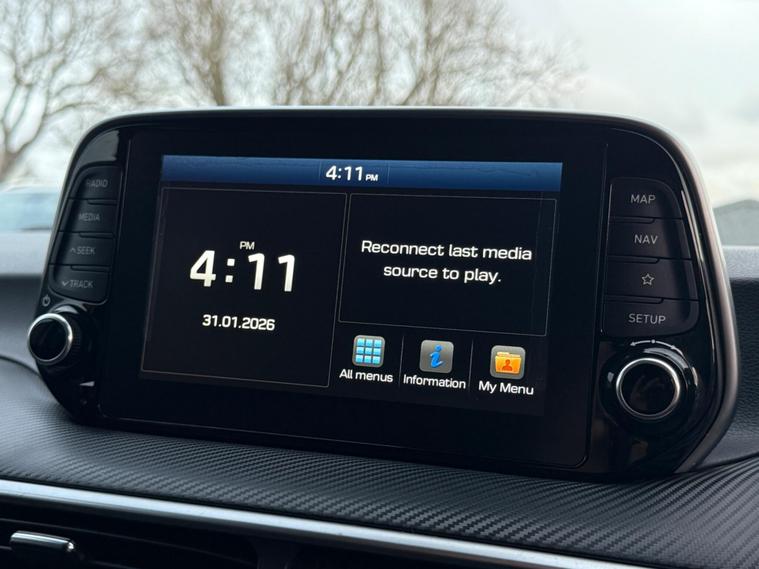 4:11 PM
RADIO
MEDIA
SEEK
TRACK
PM
4:11
31.01.2026
Reconnect last media
source to play.
All menus
Information
My Menu
MAP
NAV
SETUP